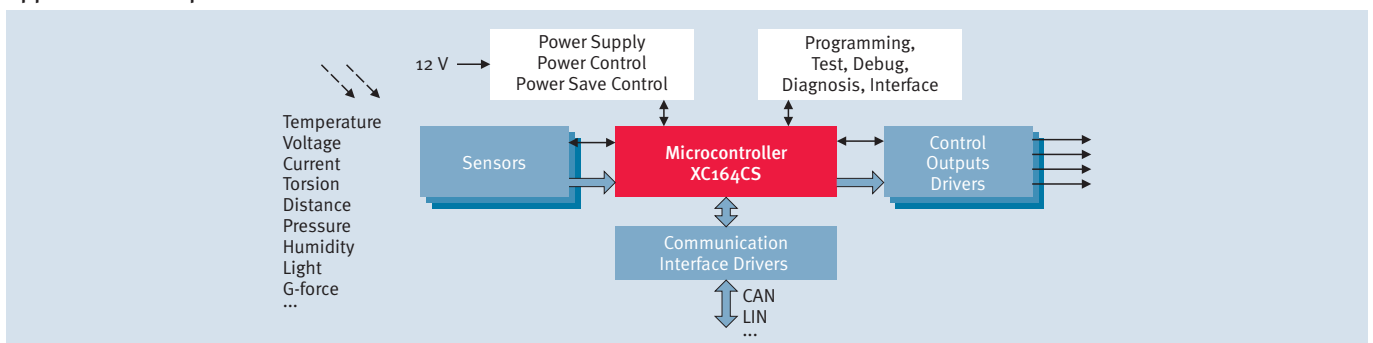 12 V
Power Supply
Power Control
Power Save Control
Programming,
Test, Debug,
Diagnosis, Interface
Temperature
Voltage
Current
Torsion
Distance
Pressure
Humidity
Light
G-force
...
Sensors
Microcontroller
XC164CS
Control
Outputs
Drivers
Communication
Interface Drivers
CAN
LIN
...